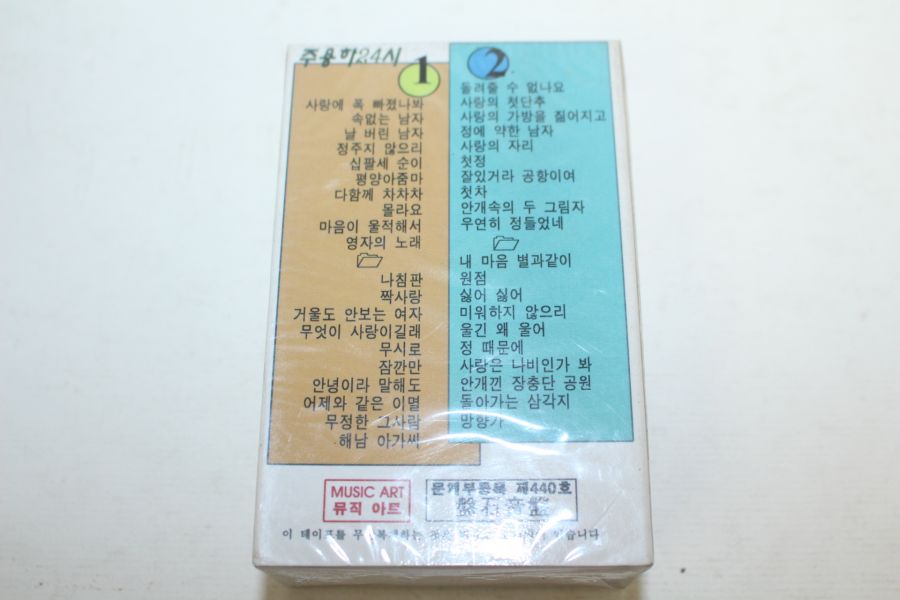 주용하24시
1
사랑에 폭 빠졌나봐
속없는 남자
날 버린 남자
정주지 않으리
십팔세 순이
평양아줌마
다함께 차차차
몰라요
마음이 울적해서
영자의 노래
나침판
짝사랑
거울도 안보는 여자
무엇이 사랑이길래
무시로
잠깐만
안녕이라 말해도
어제와 같은 이별
무정한 그사람
해남 아가씨
2
돌려줄 수 없나요
사랑의 첫단추
사랑의 가방을 짊어지고
정에 약한 남자
사랑의 자리
첫정
잘있거라 공항이여
첫차
안개속의 두 그림자
우연히 정들었네
내 마음 별과같이
원점
싫어 싫어
미워하지 않으리
울긴 왜 울어
정 때문에
사랑은 나비인가 봐
안개낀 장충단 공원
돌아가는 삼각지
망향가
MUSIC ART
뮤직 아트
제440호
이 테이프를